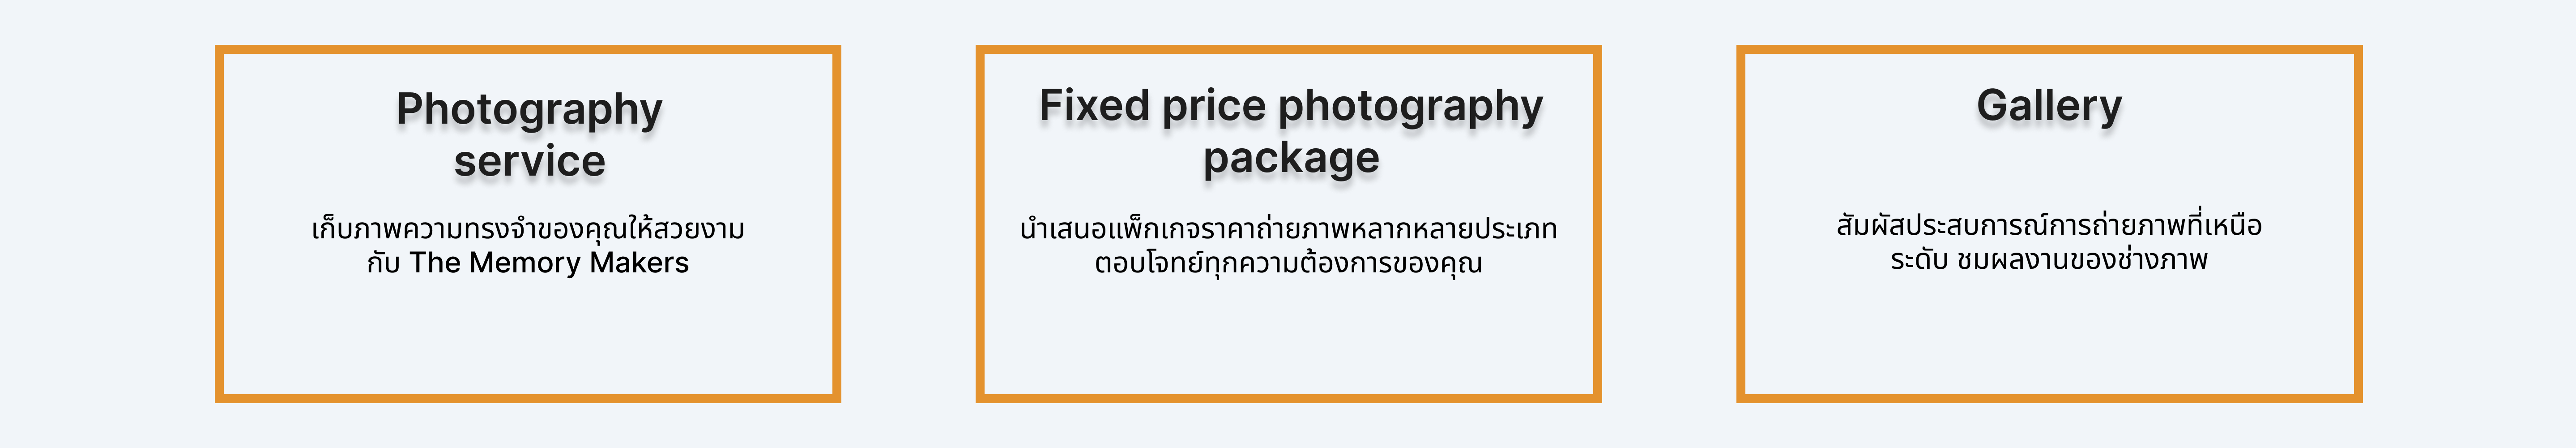 Photography
service
เก็บภาพความทรงจำของคุณให้สวยงาม
กับ The Memory Makers
Fixed price photography
package
นำเสนอแพ็กเกจราคาถ่ายภาพหลากหลายประเภท
ตอบโจทย์ทุกความต้องการของคุณ
Gallery
สัมผัสประสบการณ์การถ่ายภาพที่เหนือ
ระดับ ชมผลงานของช่างภาพ